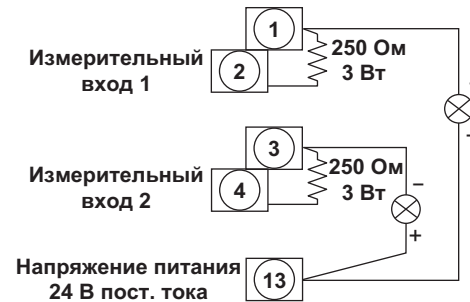 Измерительный
вход 1
1
2
250 Ом
3 Вт
Измерительный
вход 2
3
4
250 Ом
3 Вт
−
+
Напряжение питания
24 В пост. тока
13